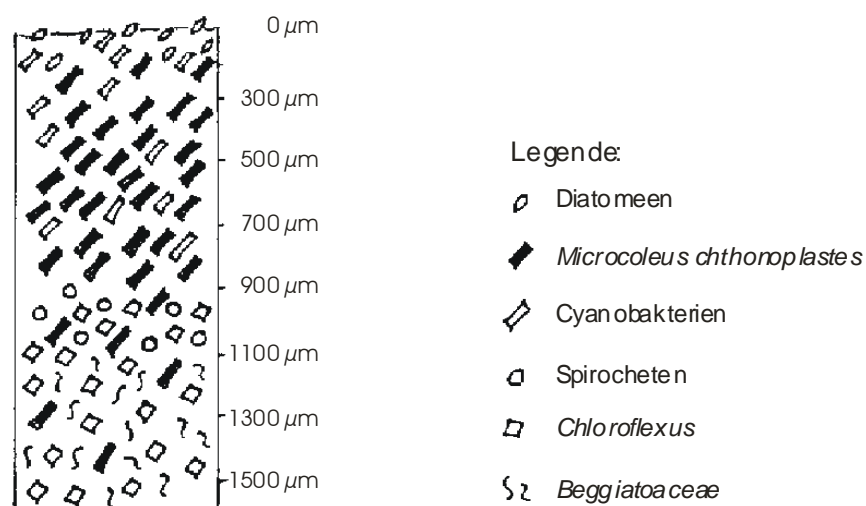 0 µm
300 µm
500 µm
700 µm
900 µm
1100 µm
1300 µm
1500 µm
Legende:
Diatomeen
Microcoleus chthonoplastes
Cyanobakterien
Spirocheten
Chloroflexus
Beggiatoaceae